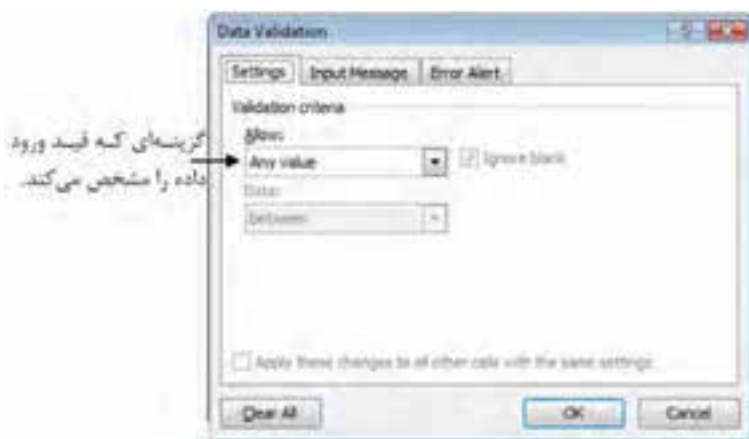 Data Validation
Settings Input Message Error Alert
Validation criteria
Allow:
Any value
Ignore blank
Data:
between
گزینه‌ای که قید ورود
داده را مشخص می‌کند.
Apply these changes to all other cells with the same settings
Clear All OK Cancel